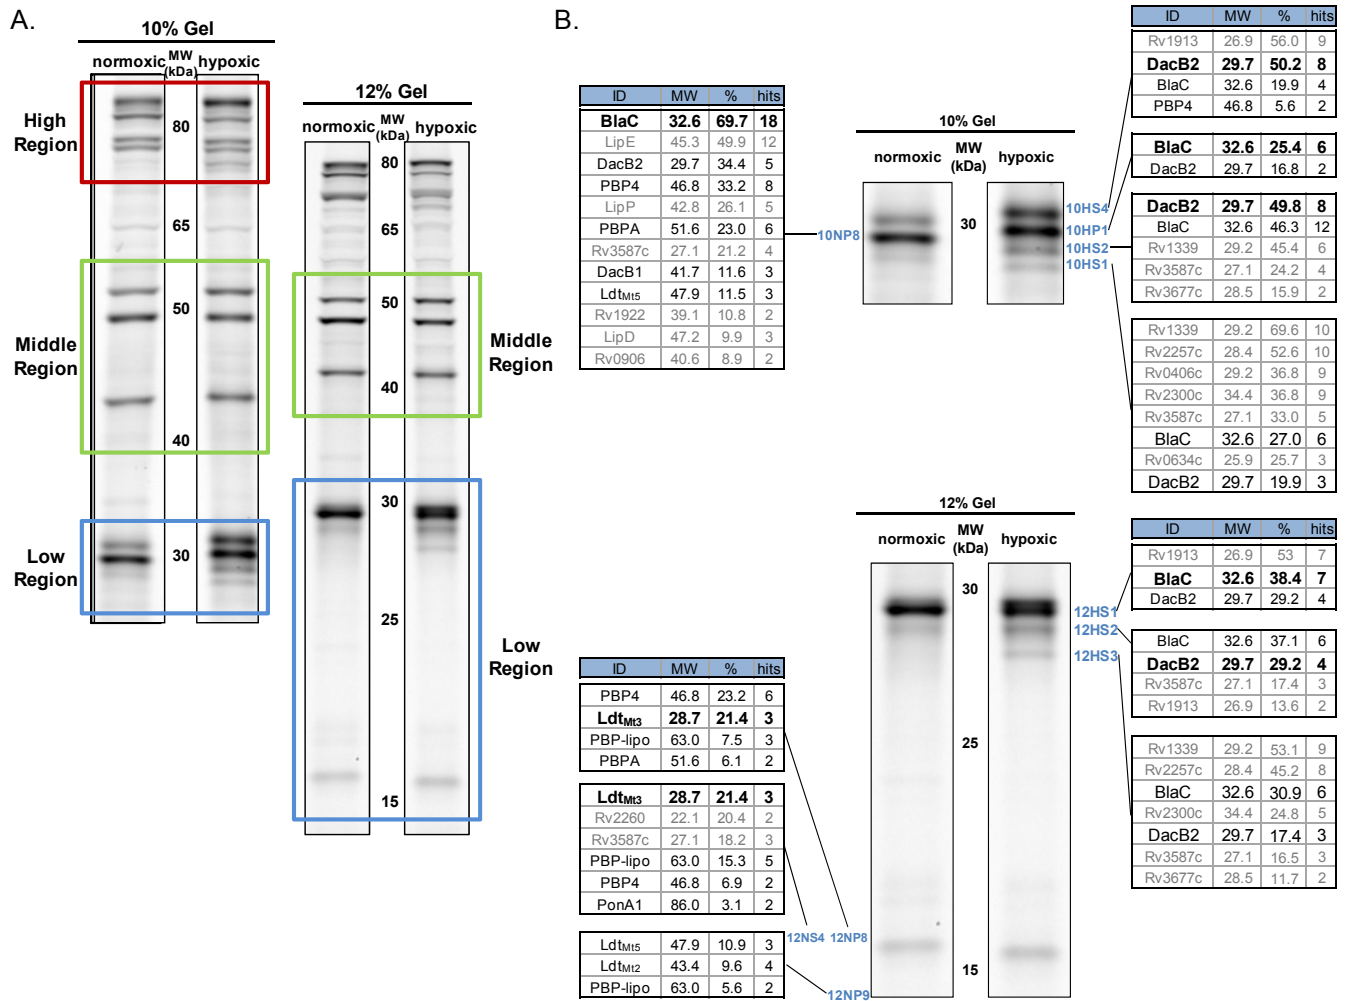 A.
10% Gel
normoxic
MW
(kDa)
hypoxic
High
Region
80
65
50
Middle
Region
40
Low
Region
30
12% Gel
normoxic
MW
(kDa)
hypoxic
80
65
50
40
Middle
Region
30
25
15
Low
Region
B.
ID MW % hits
BlaC 32.6 69.7 18
LipE 45.3 49.9 12
DacB2 29.7 34.4 5
PBP4 46.8 33.2 8
LipP 42.8 26.1 5
PBPA 51.6 23.0 6
Rv3587c 27.1 21.2 4
DacB1 41.7 11.6 3
LdtMt5 47.9 11.5 3
Rv1922 39.1 10.8 2
LipD 47.2 9.9 3
Rv0906 40.6 8.9 2
10NP8
10% Gel
normoxic
MW
(kDa)
hypoxic
30
10HS4
10HP1
10HS2
10HS1
ID MW % hits
Rv1913 26.9 56.0 9
DacB2 29.7 50.2 8
BlaC 32.6 19.9 4
PBP4 46.8 5.6 2
BlaC 32.6 25.4 6
DacB2 29.7 16.8 2
DacB2 29.7 49.8 8
BlaC 32.6 46.3 12
Rv1339 29.2 45.4 6
Rv3587c 27.1 24.2 4
Rv3677c 28.5 15.9 2
Rv1339 29.2 69.6 10
Rv2257c 28.4 52.6 10
Rv0406c 29.2 36.8 9
Rv2300c 34.4 36.8 9
Rv3587c 27.1 33.0 5
BlaC 32.6 27.0 6
Rv0634c 25.9 25.7 3
DacB2 29.7 19.9 3
ID MW % hits
PBP4 46.8 23.2 6
LdtMt3 28.7 21.4 3
PBP-lipo 63.0 7.5 3
PBPA 51.6 6.1 2
LdtMt3 28.7 21.4 3
Rv2260 22.1 20.4 2
Rv3587c 27.1 18.2 3
PBP-lipo 63.0 15.3 5
PBP4 46.8 6.9 2
PonA1 86.0 3.1 2
LdtMt5 47.9 10.9 3
LdtMt2 43.4 9.6 4
PBP-lipo 63.0 5.6 2
12NS4
12NP8
12NP9
12% Gel
normoxic
MW
(kDa)
hypoxic
30
25
15
12HS1
12HS2
12HS3
ID MW % hits
Rv1913 26.9 53 7
BlaC 32.6 38.4 7
DacB2 29.7 29.2 4
BlaC 32.6 37.1 6
DacB2 29.7 29.2 4
Rv3587c 27.1 17.4 3
Rv1913 26.9 13.6 2
Rv1339 29.2 53.1 9
Rv2257c 28.4 45.2 8
BlaC 32.6 30.9 6
Rv2300c 34.4 24.8 5
DacB2 29.7 17.4 3
Rv3587c 27.1 16.5 3
Rv3677c 28.5 11.7 2